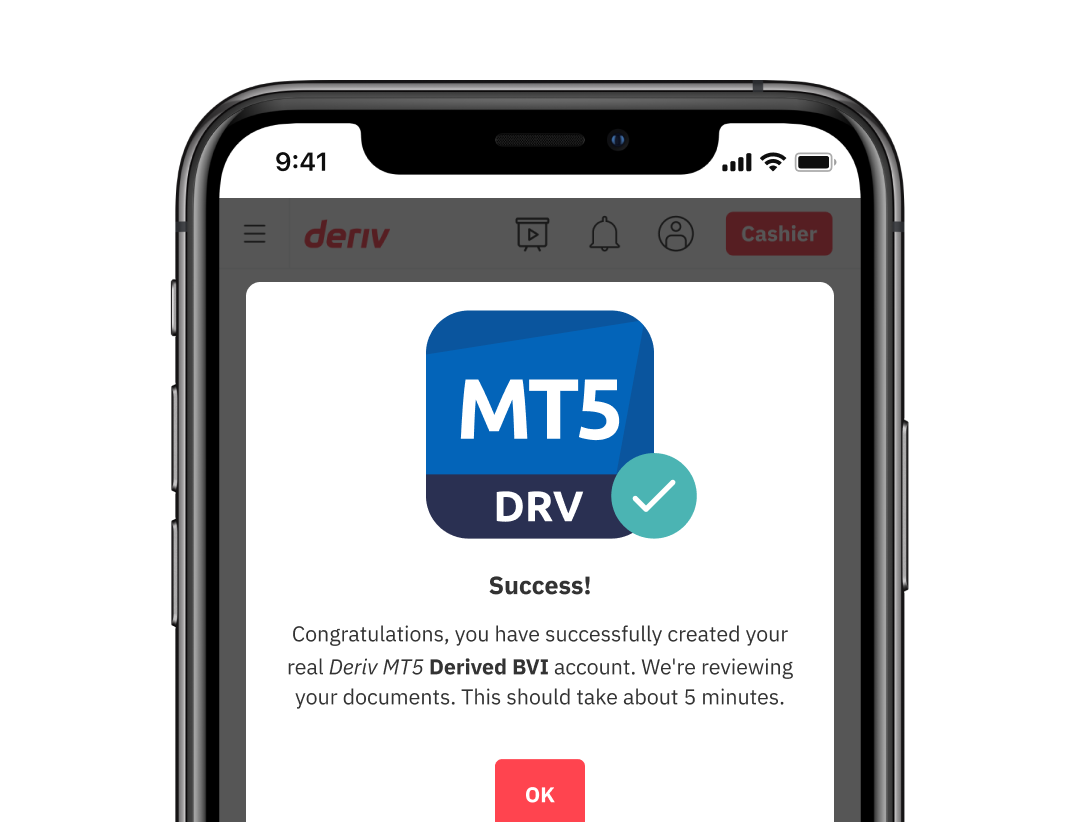 9:41
deriv
Cashier
MT5
DRV
Success!
Congratulations, you have successfully created your
real Deriv MT5 Derived BVI account. We're reviewing
your documents. This should take about 5 minutes.
OK